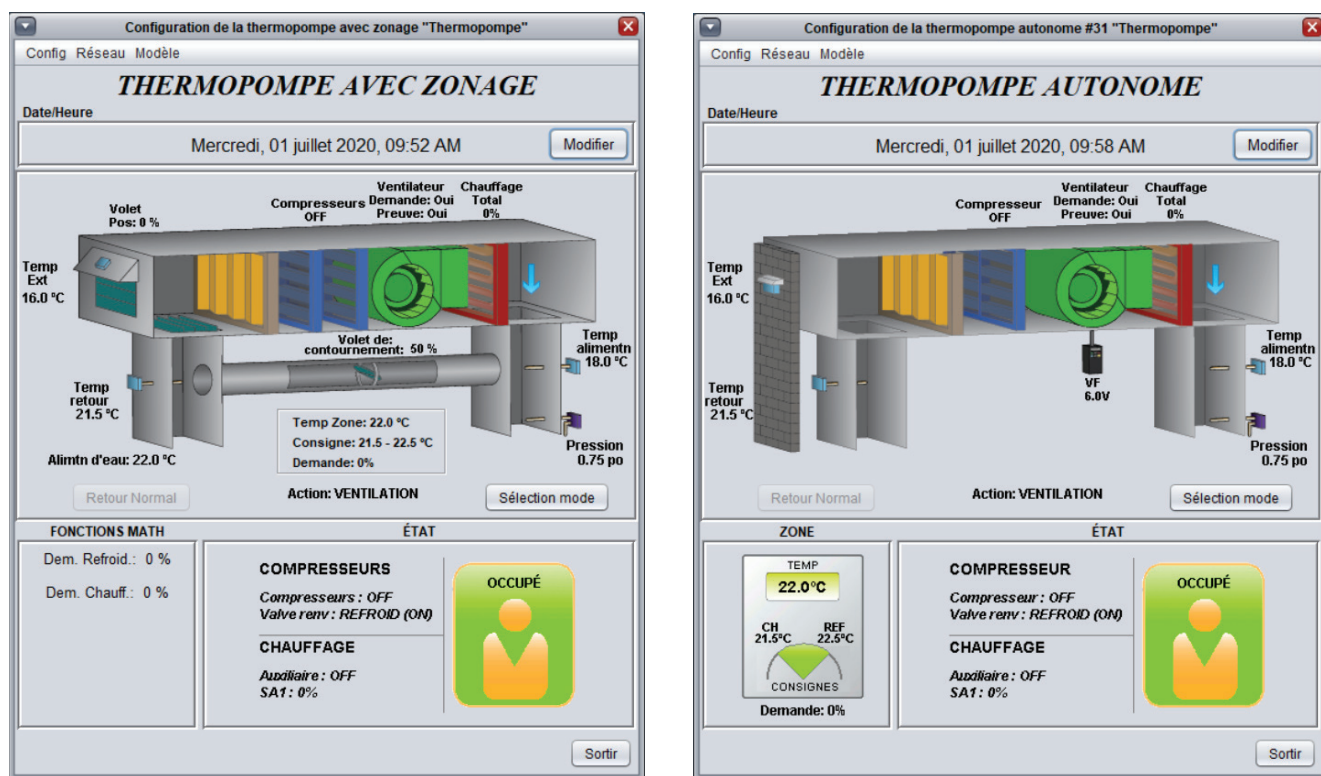 Configuration de la thermopompe avec zonage "Thermopompe"
Config Réseau Modèle
THERMOPOMPE AVEC ZONAGE
Date/Heure
Mercredi, 01 juillet 2020, 09:52 AM
Modifier
Volet
Pos: 0 %
Compresseurs
OFF
Ventilateur
Demande: Oui
Preuve: Oui
Chauffage
Total
0%
Temp
Ext
16.0 °C
Volet de:
contournement: 50 %
Temp
alimentn
18.0 °C
Temp
retour
21.5 °C
Temp Zone: 22.0 °C
Consigne: 21.5 - 22.5 °C
Demande: 0%
Pression
0.75 po
Alimtn d'eau: 22.0 °C
Retour Normal
Action: VENTILATION
Sélection mode
FONCTIONS MATH
Dem. Refroid.: 0 %
Dem. Chauff.: 0 %
ÉTAT
COMPRESSEURS
Compresseurs : OFF
Valve renv : REFROID (ON)
CHAUFFAGE
Auxiliaire : OFF
SA1 : 0%
OCCUPÉ
Sortir
Configuration de la thermopompe autonome #31 "Thermopompe"
Config Réseau Modèle
THERMOPOMPE AUTONOME
Date/Heure
Mercredi, 01 juillet 2020, 09:58 AM
Modifier
Compresseur
OFF
Ventilateur
Demande: Oui
Preuve: Oui
Chauffage
Total
0%
Temp
Ext
16.0 °C
Temp
alimentn
18.0 °C
VF
6.0V
Temp
retour
21.5 °C
Pression
0.75 po
Retour Normal
Action: VENTILATION
Sélection mode
ZONE
TEMP
22.0°C
CH
21.5°C
REF
22.5°C
CONSIGNES
Demande: 0%
ÉTAT
COMPRESSEUR
Compresseur : OFF
Valve renv : REFROID (ON)
CHAUFFAGE
Auxiliaire : OFF
SA1 : 0%
OCCUPÉ
Sortir